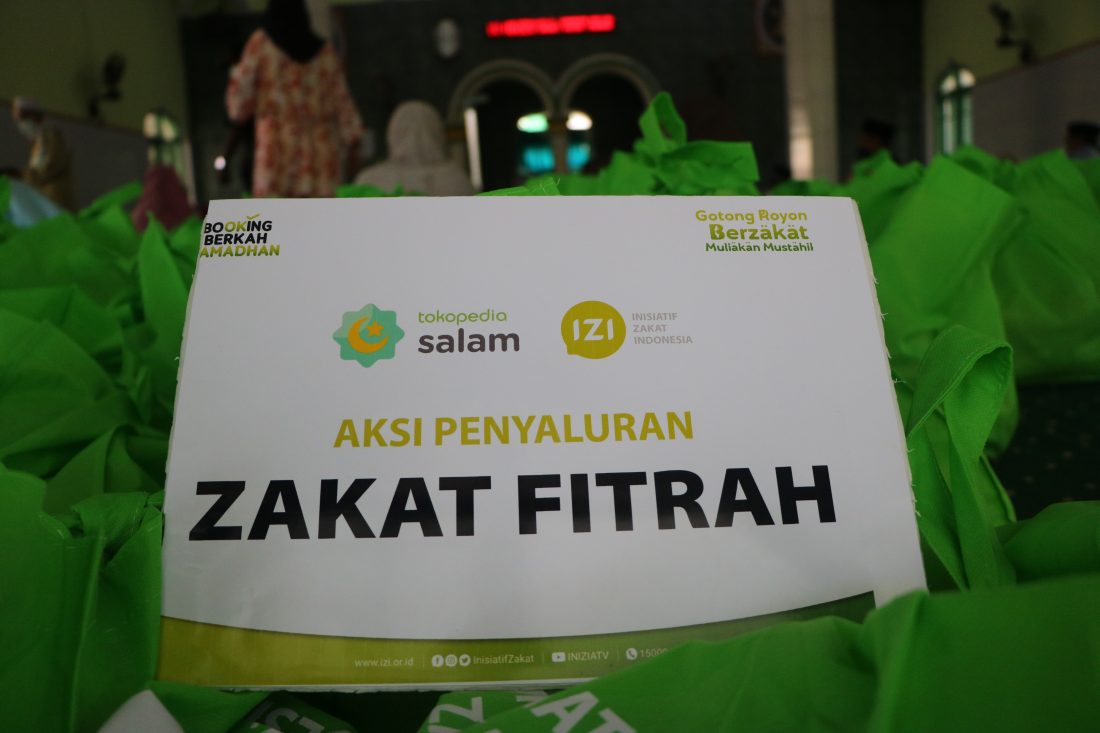 BOOKING
BERKAH
AMADHAN
Gotong Royon
Berzakat
Muliakan Mustahil
tokopedia
salam
IZI
INISIATIF
ZAKAT
INDONESIA
AKSI PENYALURAN
ZAKAT FITRAH
www.izi.or.id
InisiatifZakat
INIZIATV